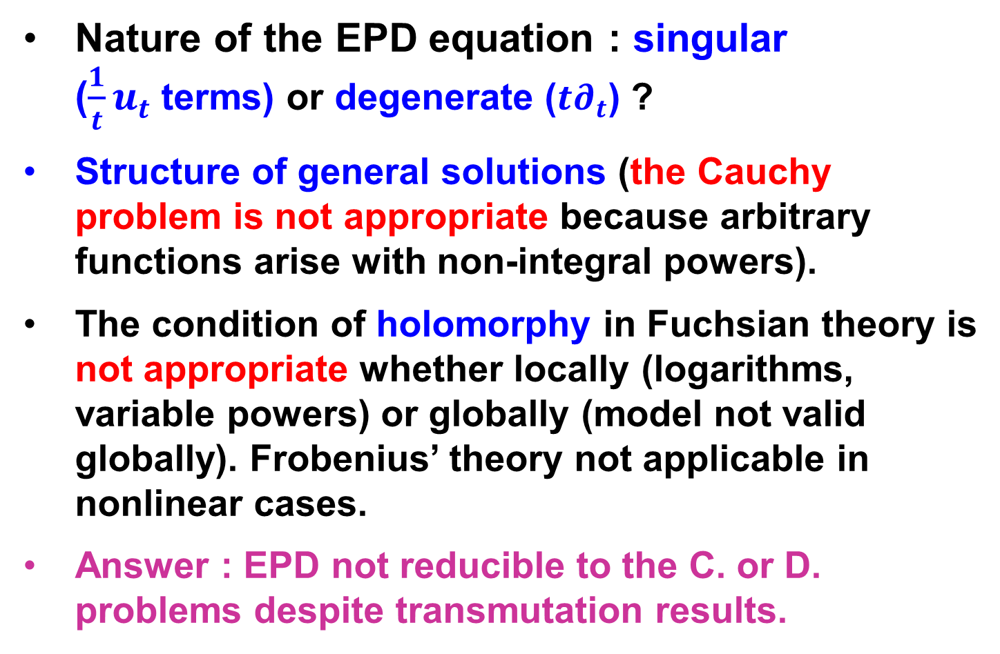 • Nature of the EPD equation : singular
($\frac{1}{t}u_t$ terms) or degenerate ($t\partial_t$) ?
• Structure of general solutions (the Cauchy
problem is not appropriate because arbitrary
functions arise with non-integral powers).
• The condition of holomorphy in Fuchsian theory is
not appropriate whether locally (logarithms,
variable powers) or globally (model not valid
globally). Frobenius’ theory not applicable in
nonlinear cases.
• Answer : EPD not reducible to the C. or D.
problems despite transmutation results.